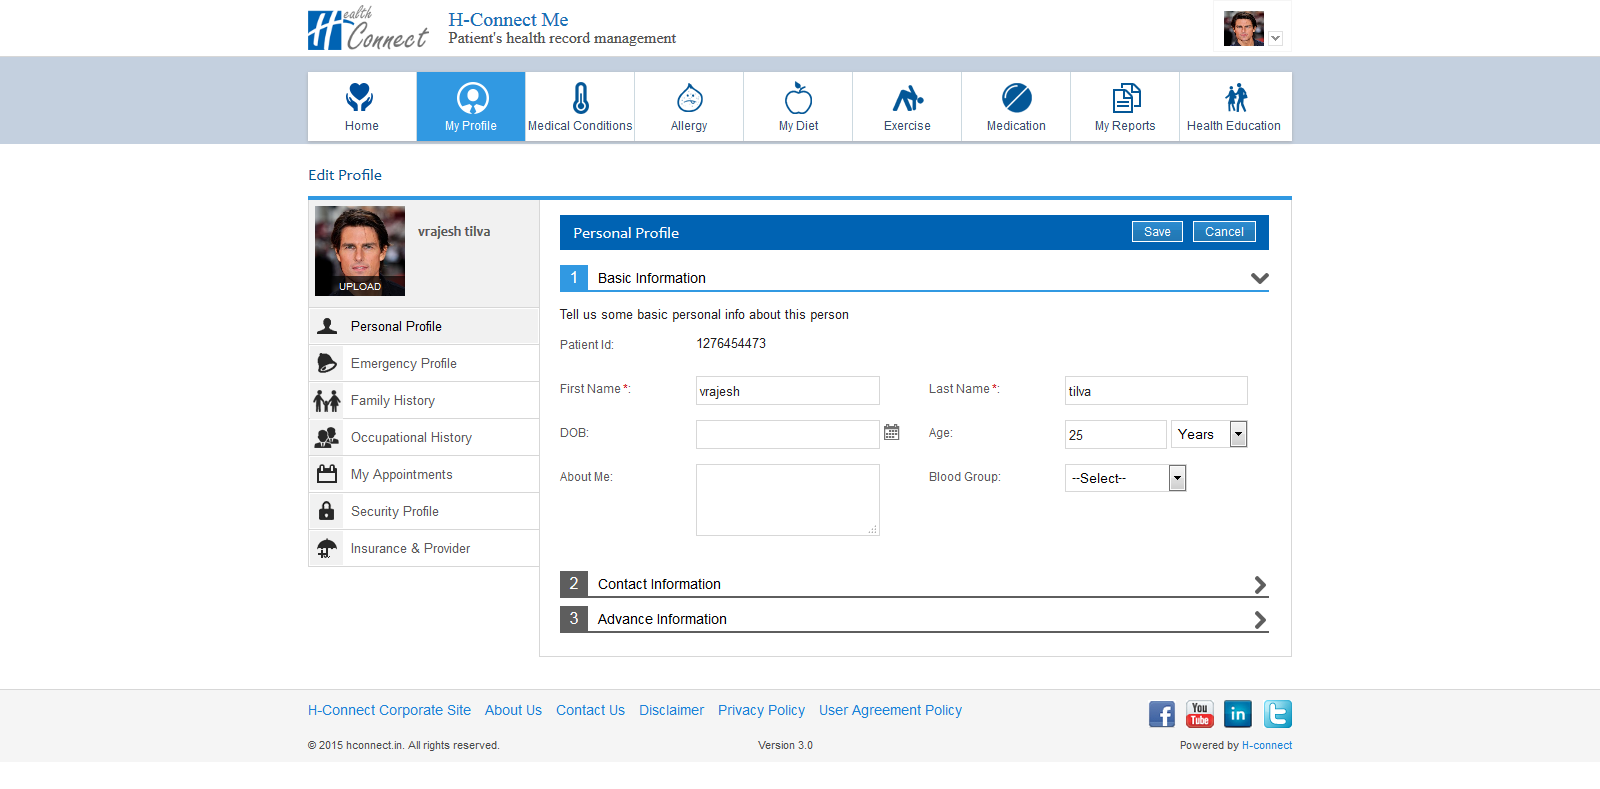 Health Connect
H-Connect Me
Patient's health record management
Home
My Profile
Medical Conditions
Allergy
My Diet
Exercise
Medication
My Reports
Health Education
Edit Profile
vrajesh tilva
UPLOAD
Personal Profile
Emergency Profile
Family History
Occupational History
My Appointments
Security Profile
Insurance & Provider
Personal Profile Save Cancel
1 Basic Information
Tell us some basic personal info about this person
Patient Id: 1276454473
First Name*: vrajesh Last Name*: tilva
DOB: Age: 25 Years
About Me: Blood Group: --Select--
2 Contact Information
3 Advance Information
H-Connect Corporate Site About Us Contact Us Disclaimer Privacy Policy User Agreement Policy
f You Tube in t
© 2015 hconnect.in. All rights reserved. Version 3.0 Powered by H-connect